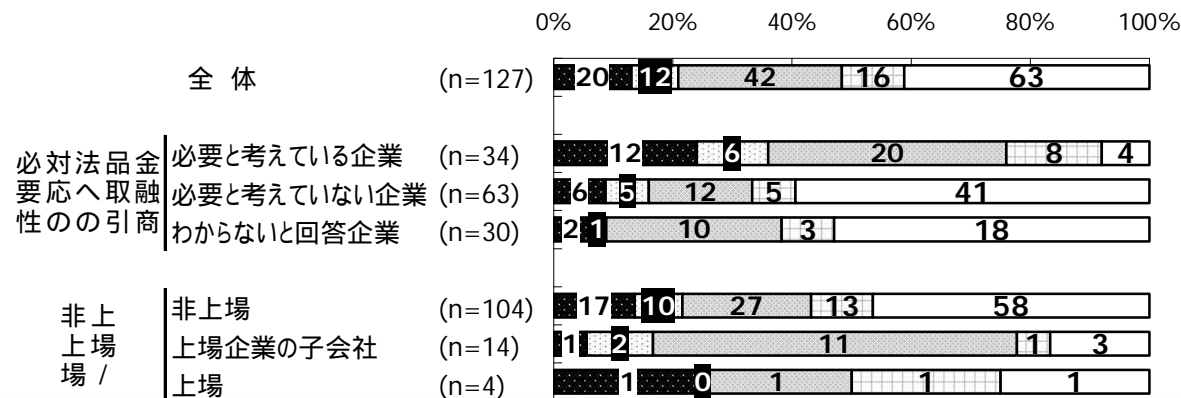 0% 20% 40% 60% 80% 100%
全 体 (n=127) 20 12 42 16 63
金融商品取引法への対応の必要性
必要と考えている企業 (n=34) 12 6 20 8 4
必要と考えていない企業 (n=63) 6 5 12 5 41
わからないと回答企業 (n=30) 2 1 10 3 18
上場/非上場
非上場 (n=104) 17 10 27 13 58
上場企業の子会社 (n=14) 1 2 11 1 3
上場 (n=4) 1 0 1 1 1